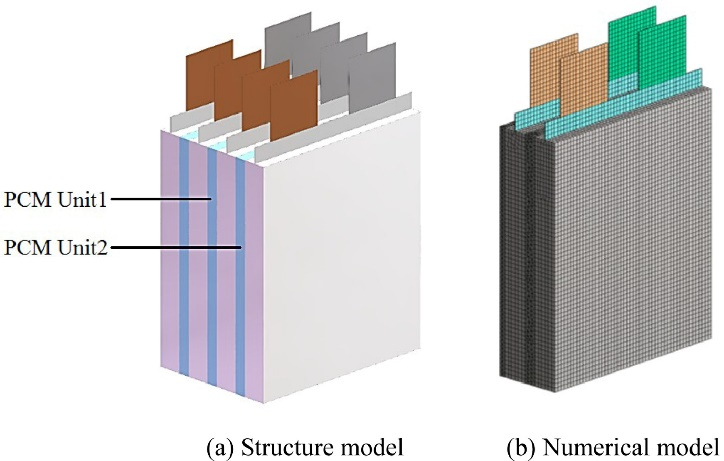 PCM Unit1
PCM Unit2
(a) Structure model
(b) Numerical model